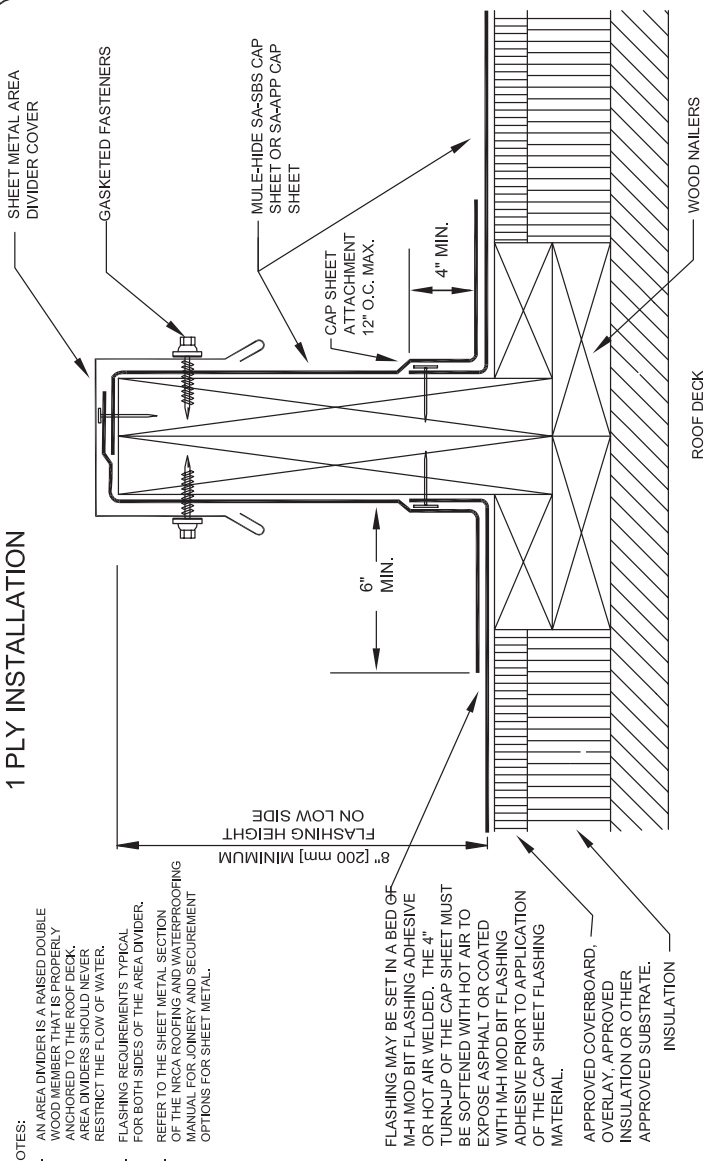 1 PLY INSTALLATION
OTES:
AN AREA DIVIDER IS A RAISED DOUBLE
WOOD MEMBER THAT IS PROPERLY
ANCHORED TO THE ROOF DECK.
AREA DIVIDERS SHOULD NEVER
RESTRICT THE FLOW OF WATER.
FLASHING REQUIREMENTS TYPICAL
FOR BOTH SIDES OF THE AREA DIVIDER.
REFER TO THE SHEET METAL SECTION
OF THE NRCA ROOFING AND WATERPROOFING
MANUAL FOR JOINERY AND SECUREMENT
OPTIONS FOR SHEET METAL.
8" [200 mm] MINIMUM
FLASHING HEIGHT
ON LOW SIDE
SHEET METAL AREA
DIVIDER COVER
GASKETED FASTENERS
MULE-HIDE SA-SBS CAP
SHEET OR SA-APP CAP
SHEET
CAP SHEET
ATTACHMENT
12" O.C. MAX.
4" MIN.
6"
MIN.
FLASHING MAY BE SET IN A BED OF
M-H MOD BIT FLASHING ADHESIVE
OR HOT AIR WELDED. THE 4"
TURN-UP OF THE CAP SHEET MUST
BE SOFTENED WITH HOT AIR TO
EXPOSE ASPHALT OR COATED
WITH M-H MOD BIT FLASHING
ADHESIVE PRIOR TO APPLICATION
OF THE CAP SHEET FLASHING
MATERIAL.
APPROVED COVERBOARD,
OVERLAY, APPROVED
INSULATION OR OTHER
APPROVED SUBSTRATE.
INSULATION
ROOF DECK
WOOD NAILERS